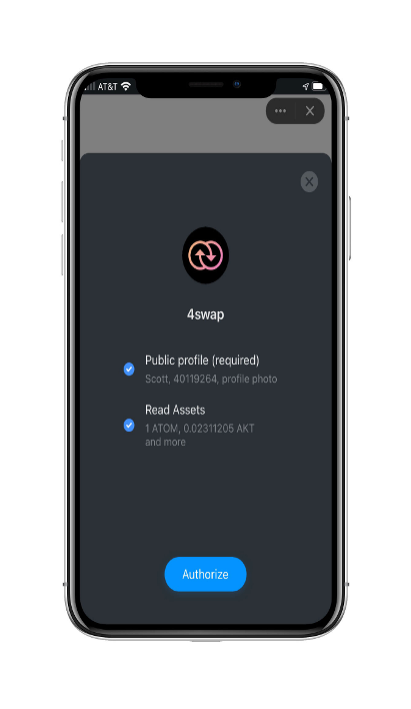 AT&T
4swap
Public profile (required)
Scott, 40119264, profile photo
Read Assets
1 ATOM, 0.02311205 AKT
and more
Authorize